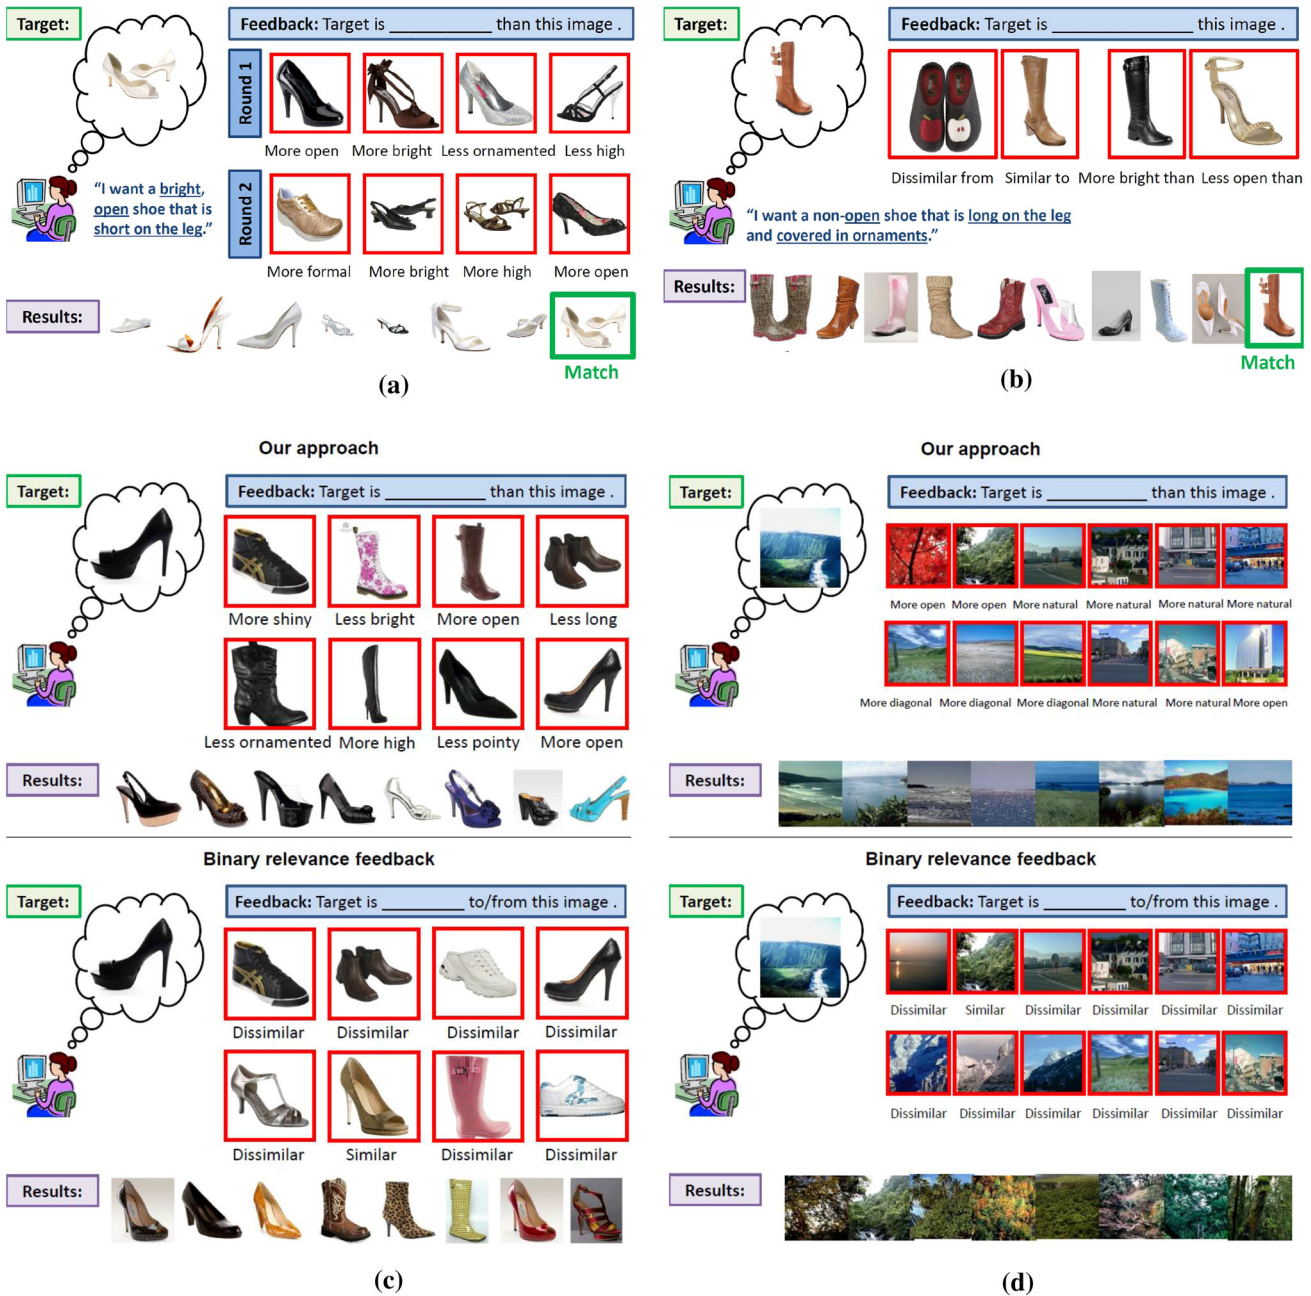 Target:
Feedback: Target is ____________ than this image .
Round 1
More open More bright Less ornamented Less high
"I want a bright,
open shoe that is
short on the leg."
Round 2
More formal More bright More high More open
Results:
Match
(a)
Target:
Feedback: Target is ________________ this image .
Dissimilar from Similar to More bright than Less open than
"I want a non-open shoe that is long on the leg
and covered in ornaments."
Results:
Match
(b)
Our approach
Target:
Feedback: Target is ____________ than this image .
More shiny Less bright More open Less long
Less ornamented More high Less pointy More open
Results:
Binary relevance feedback
Target:
Feedback: Target is _________ to/from this image .
Dissimilar Dissimilar Dissimilar Dissimilar
Dissimilar Similar Dissimilar Dissimilar
Results:
(c)
Our approach
Target:
Feedback: Target is ____________ than this image .
More open More open More natural More natural More natural More natural
More diagonal More diagonal More diagonal More natural More natural More open
Results:
Binary relevance feedback
Target:
Feedback: Target is _________ to/from this image .
Dissimilar Similar Dissimilar Dissimilar Dissimilar Dissimilar
Dissimilar Dissimilar Dissimilar Dissimilar Dissimilar Dissimilar
Results:
(d)